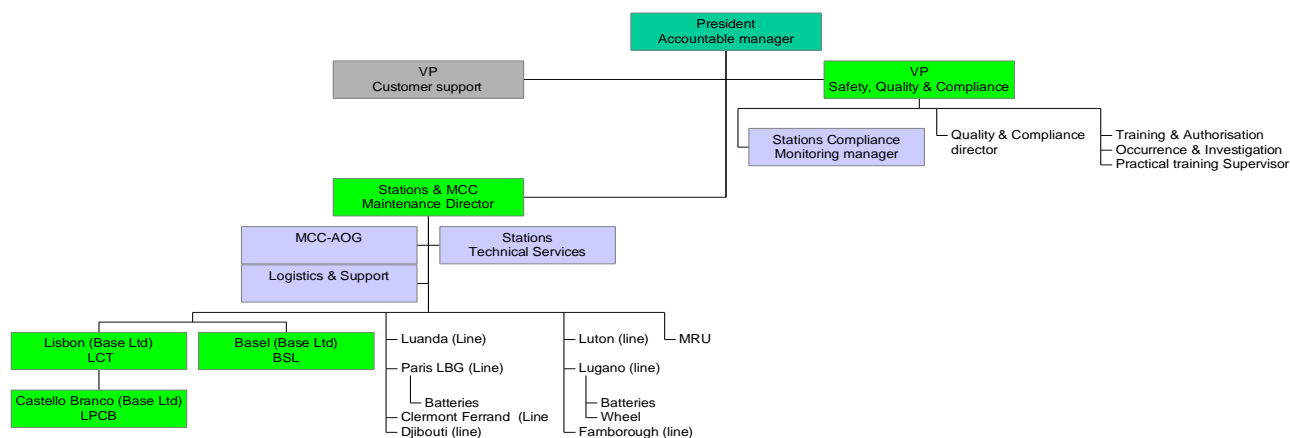 President
Accountable manager
VP
Customer support
VP
Safety, Quality & Compliance
Stations Compliance
Monitoring manager
Quality & Compliance
director
Training & Authorisation
Occurrence & Investigation
Practical training Supervisor
Stations & MCC
Maintenance Director
MCC-AOG
Stations
Technical Services
Logistics & Support
Lisbon (Base Ltd)
LCT
Basel (Base Ltd)
BSL
Castello Branco (Base Ltd)
LPCB
Luanda (Line)
Paris LBG (Line)
Batteries
Clermont Ferrand (Line
Djibouti (line)
Luton (line)
Lugano (line)
Batteries
Wheel
Farnborough (line)
MRU